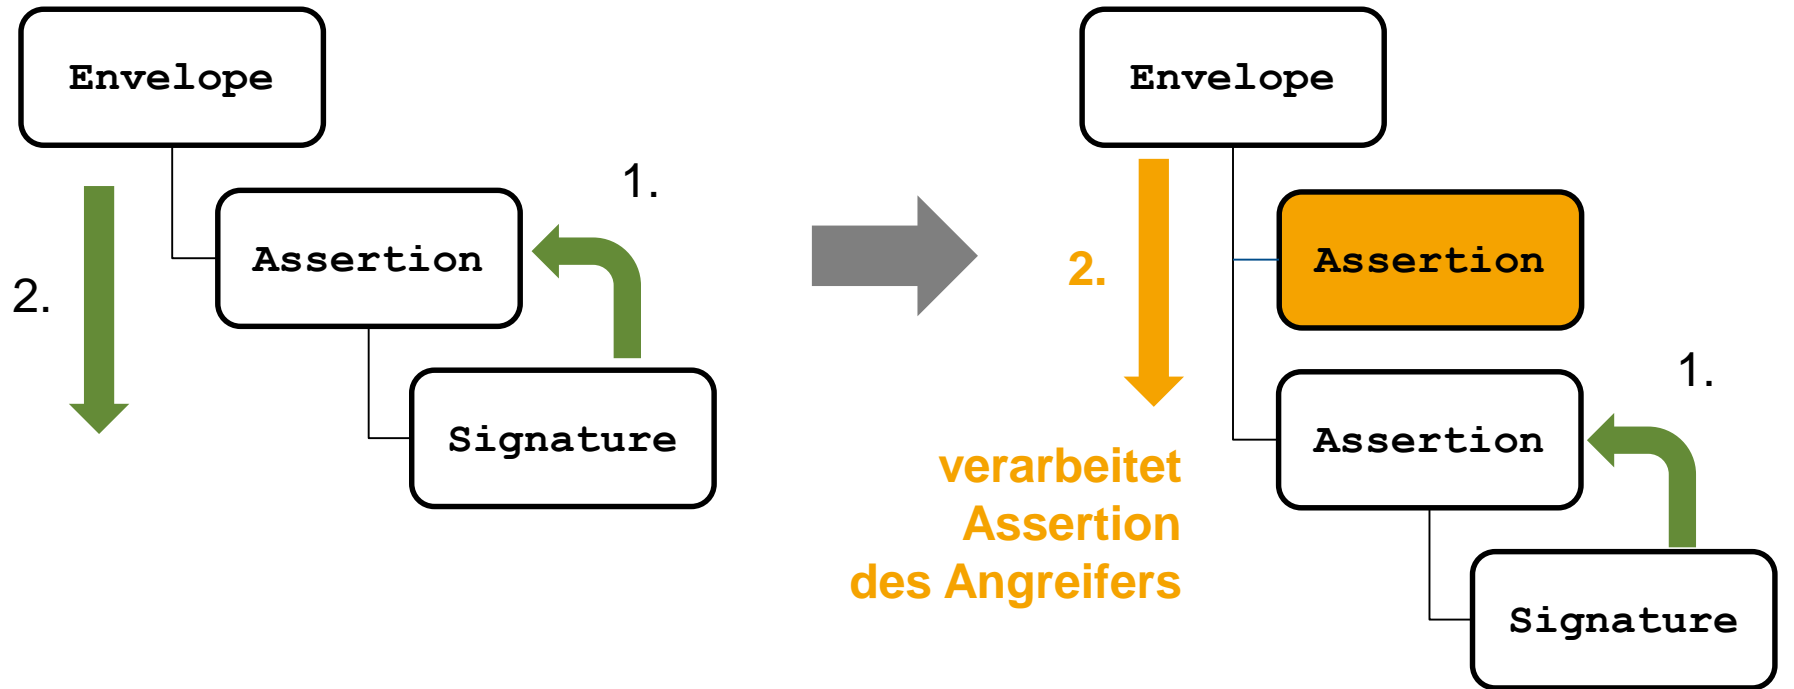 Envelope
1.
Assertion
2.
Signature
Envelope
2.
Assertion
1.
Assertion
verarbeitet
Assertion
des Angreifers
Signature